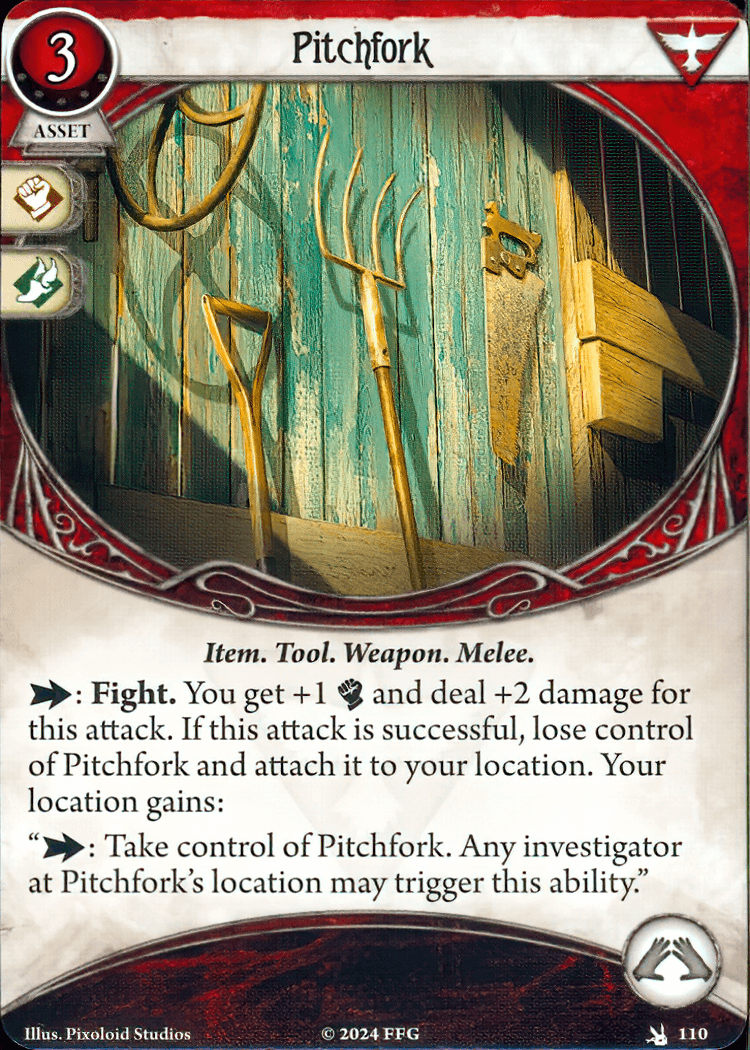 3
Pitchfork
ASSET
Item. Tool. Weapon. Melee.
: Fight. You get +1 and deal +2 damage for
this attack. If this attack is successful, lose control
of Pitchfork and attach it to your location. Your
location gains:
“: Take control of Pitchfork. Any investigator
at Pitchfork’s location may trigger this ability.”
Illus. Pixoloid Studios © 2024 FFG 110